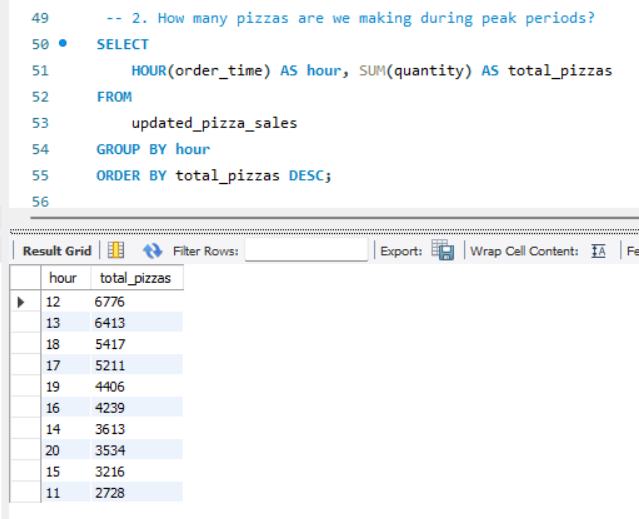 49 -- 2. How many pizzas are we making during peak periods?
50 SELECT
51 HOUR(order_time) AS hour, SUM(quantity) AS total_pizzas
52 FROM
53 updated_pizza_sales
54 GROUP BY hour
55 ORDER BY total_pizzas DESC;
56
Result Grid Filter Rows: Export: Wrap Cell Content: Fe
hour total_pizzas
12 6776
13 6413
18 5417
17 5211
19 4406
16 4239
14 3613
20 3534
15 3216
11 2728